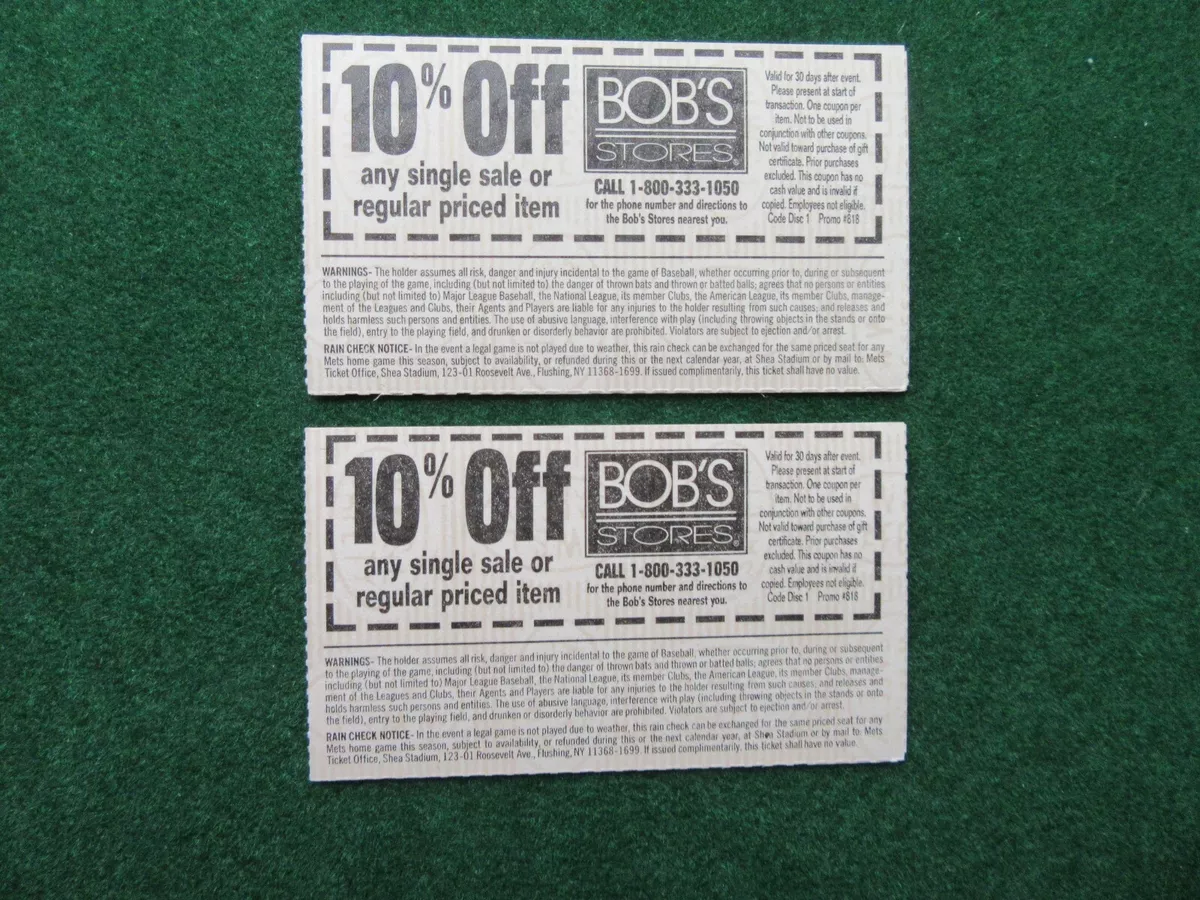 10% Off
any single sale or
regular priced item
BOB'S
STORES®
CALL 1-800-333-1050
for the phone number and directions to
the Bob's Stores nearest you.
Valid for 30 days after event.
Please present at start of
transaction. One coupon per
item. Not to be used in
conjunction with other coupons.
Not valid toward purchase of gift
certificate. Prior purchases
excluded. This coupon has no
cash value and is invalid if
copied. Employees not eligible.
Code Disc 1 Promo #818
WARNINGS- The holder assumes all risk, danger and injury incidental to the game of Baseball, whether occurring prior to, during or subsequent
to the playing of the game, including (but not limited to) the danger of thrown bats and thrown or batted balls; agrees that no persons or entities
including (but not limited to) Major League Baseball, the National League, its member Clubs, the American League, its member Clubs, manage-
ment of the Leagues and Clubs, their Agents and Players are liable for any injuries to the holder resulting from such causes; and releases and
holds harmless such persons and entities. The use of abusive language, interference with play (including throwing objects in the stands or onto
the field), entry to the playing field, and drunken or disorderly behavior are prohibited. Violators are subject to ejection and/or arrest.
RAIN CHECK NOTICE- In the event a legal game is not played due to weather, this rain check can be exchanged for the same priced seat for any
Mets home game this season, subject to availability, or refunded during this or the next calendar year, at Shea Stadium or by mail to: Mets
Ticket Office, Shea Stadium, 123-01 Roosevelt Ave., Flushing, NY 11368-1699. If issued complimentarily, this ticket shall have no value.
10% Off
any single sale or
regular priced item
BOB'S
STORES®
CALL 1-800-333-1050
for the phone number and directions to
the Bob's Stores nearest you.
Valid for 30 days after event.
Please present at start of
transaction. One coupon per
item. Not to be used in
conjunction with other coupons.
Not valid toward purchase of gift
certificate. Prior purchases
excluded. This coupon has no
cash value and is invalid if
copied. Employees not eligible.
Code Disc 1 Promo #818
WARNINGS- The holder assumes all risk, danger and injury incidental to the game of Baseball, whether occurring prior to, during or subsequent
to the playing of the game, including (but not limited to) the danger of thrown bats and thrown or batted balls; agrees that no persons or entities
including (but not limited to) Major League Baseball, the National League, its member Clubs, the American League, its member Clubs, manage-
ment of the Leagues and Clubs, their Agents and Players are liable for any injuries to the holder resulting from such causes; and releases and
holds harmless such persons and entities. The use of abusive language, interference with play (including throwing objects in the stands or onto
the field), entry to the playing field, and drunken or disorderly behavior are prohibited. Violators are subject to ejection and/or arrest.
RAIN CHECK NOTICE- In the event a legal game is not played due to weather, this rain check can be exchanged for the same priced seat for any
Mets home game this season, subject to availability, or refunded during this or the next calendar year, at Shea Stadium or by mail to: Mets
Ticket Office, Shea Stadium, 123-01 Roosevelt Ave., Flushing, NY 11368-1699. If issued complimentarily, this ticket shall have no value.